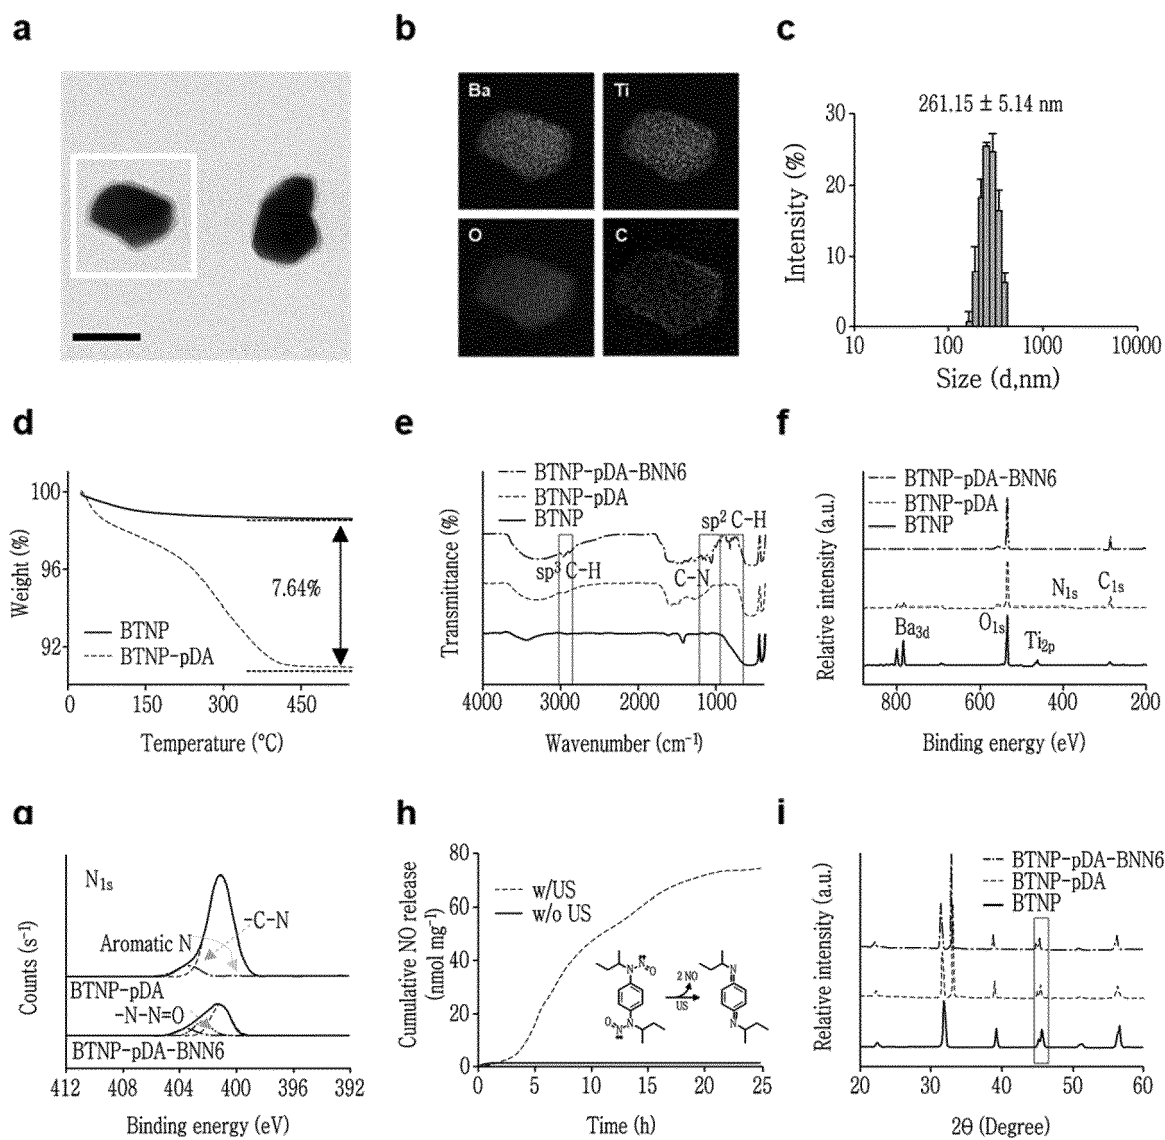 a
b
Ba
Ti
O
C
c
261.15 ± 5.14 nm
Intensity (%)
30
20
10
0
10
100
1000
10000
Size (d,nm)
d
Weight (%)
100
96
92
7.64%
BTNP
BTNP-pDA
0
150
300
450
Temperature (°C)
e
Transmittance (%)
BTNP-pDA-BNN6
BTNP-pDA
BTNP
sp² C-H
sp³ C-H
C-N
4000
3000
2000
1000
Wavenumber (cm⁻¹)
f
Relative intensity (a.u.)
BTNP-pDA-BNN6
BTNP-pDA
BTNP
N1s
C1s
Ba3d
O1s
Ti2p
800
600
400
200
Binding energy (eV)
g
Counts (s⁻¹)
N1s
-C-N
Aromatic N
BTNP-pDA
-N-N=O
BTNP-pDA-BNN6
412
408
404
400
396
392
Binding energy (eV)
h
Cumulative NO release
(nmol mg⁻¹)
80
60
40
20
0
w/US
w/o US
N
N
O
O
N
N
2 NO
US
N
N
0
5
10
15
20
25
Time (h)
i
Relative intensity (a.u.)
BTNP-pDA-BNN6
BTNP-pDA
BTNP
20
30
40
50
60
2Θ (Degree)